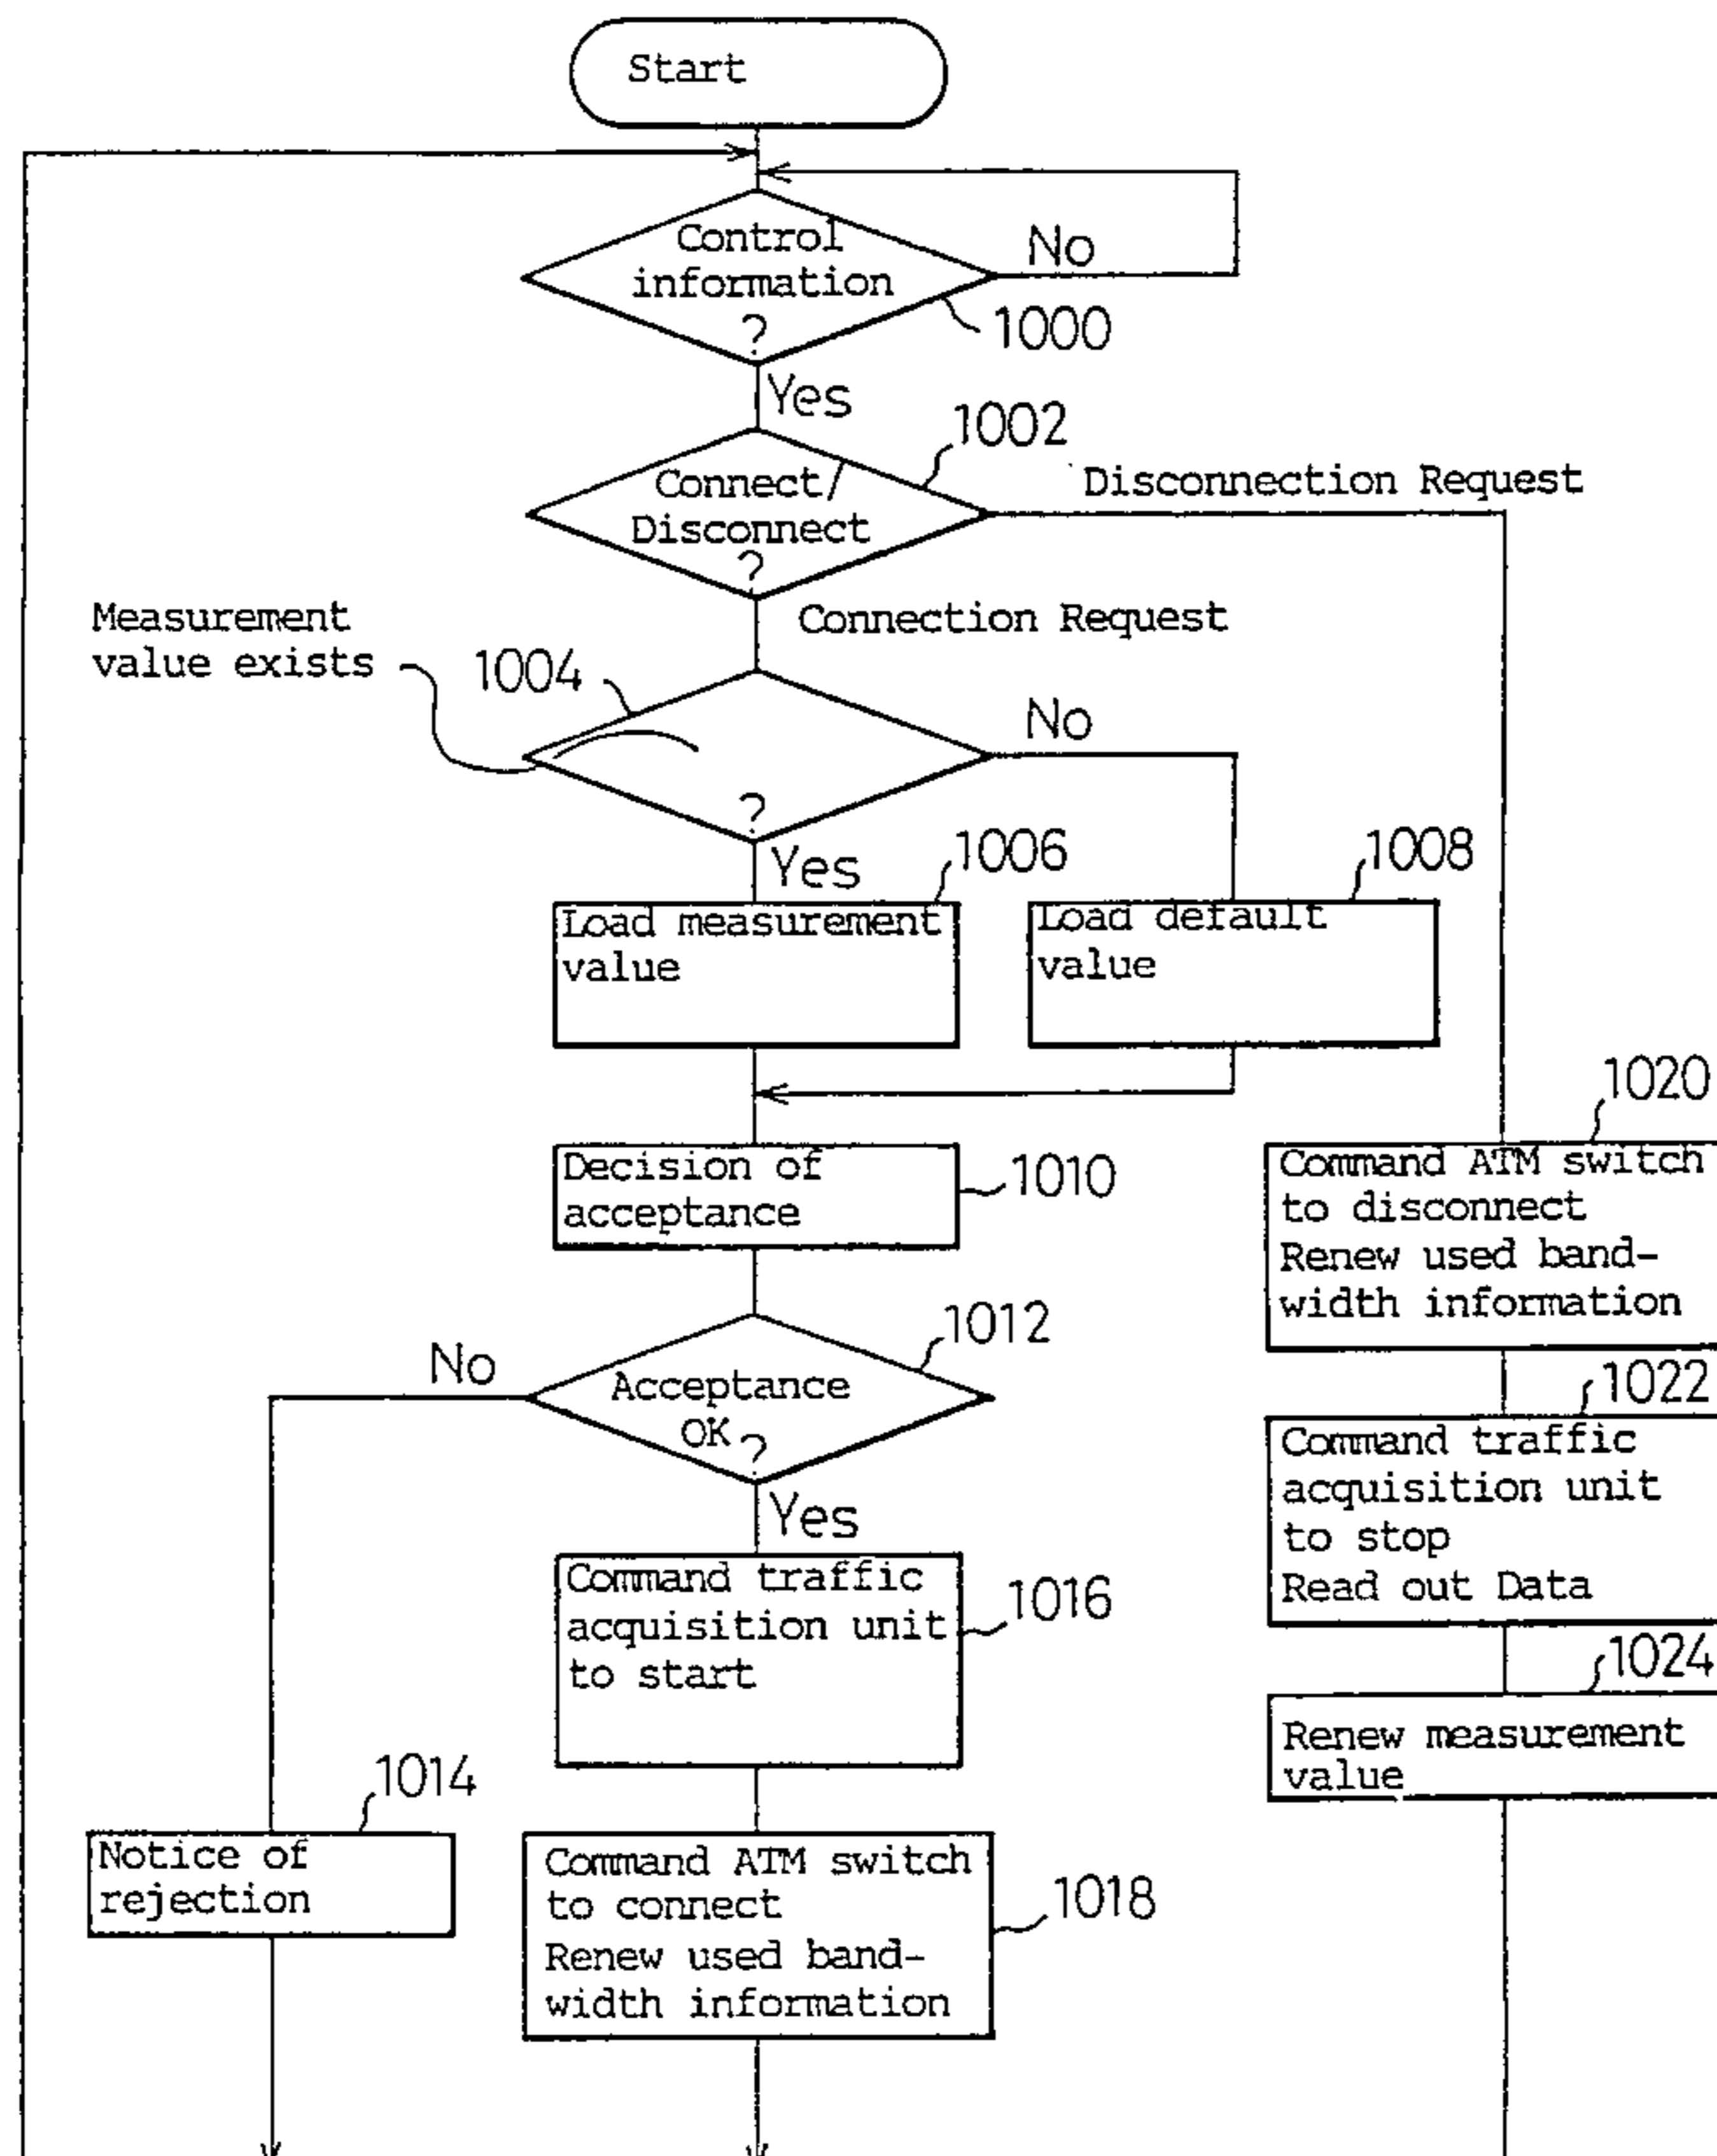 Start
Control
information
?
No
1000
Yes
1002
Connect/
Disconnect
?
Disconnection Request
Connection Request
Measurement
value exists
1004
?
No
Yes
1006
Load measurement
value
1008
Load default
value
Decision of
acceptance
1010
1012
Acceptance
OK ?
No
Yes
Command traffic
acquisition unit
to start
1016
1014
Notice of
rejection
Command ATM switch
to connect
Renew used band-
width information
1018
1020
Command ATM switch
to disconnect
Renew used band-
width information
1022
Command traffic
acquisition unit
to stop
Read out Data
1024
Renew measurement
value